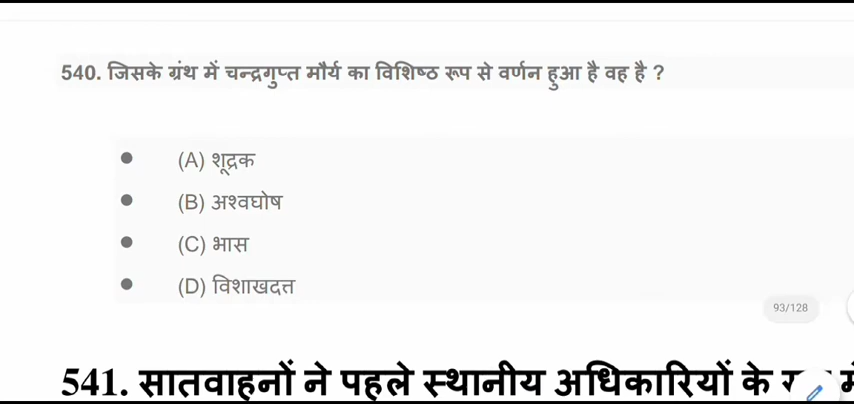 540. जिसके ग्रंथ में चन्द्रगुप्त मौर्य का विशिष्ठ रूप से वर्णन हुआ है वह है ?
(A) शूद्रक
(B) अश्वघोष
(C) भास
(D) विशाखदत्त
93/128
541. सातवाहनों ने पहले स्थानीय अधिकारियों के